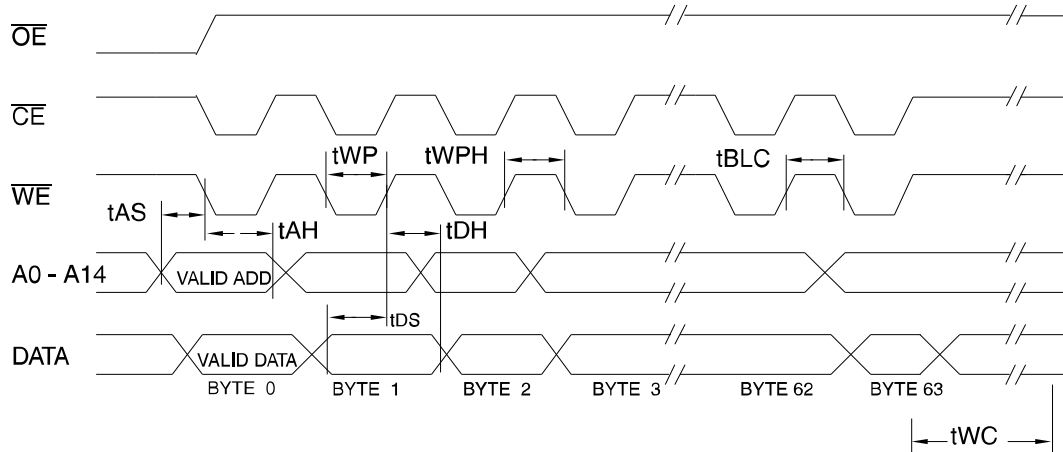 OE
CE
tWP tWPH tBLC
WE
tAS
tAH tDH
A0 - A14 VALID ADD
tDS
DATA VALID DATA
BYTE 0 BYTE 1 BYTE 2 BYTE 3 BYTE 62 BYTE 63
tWC